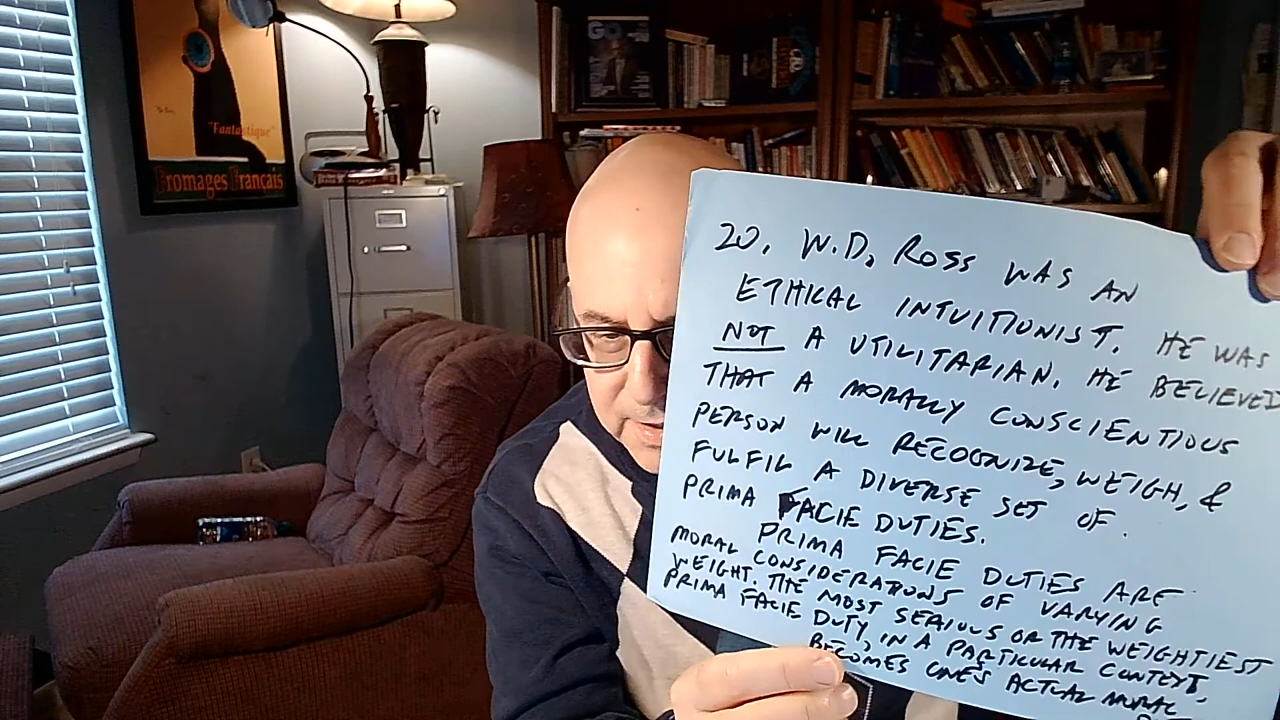 GQ
"Fantastique"
Fromages Français
20. W.D. ROSS WAS AN
ETHICAL INTUITIONIST. HE WAS
NOT A UTILITARIAN. HE BELIEVED
THAT A MORALLY CONSCIENTIOUS
PERSON WILL RECOGNIZE, WEIGH, &
FULFIL A DIVERSE SET OF
PRIMA FACIE DUTIES.
PRIMA FACIE DUTIES ARE
MORAL CONSIDERATIONS OF VARYING
WEIGHT. THE MOST SERIOUS OR THE WEIGHTIEST
PRIMA FACIE DUTY, IN A PARTICULAR CONTEXT,
BECOMES ONE'S ACTUAL MORAL